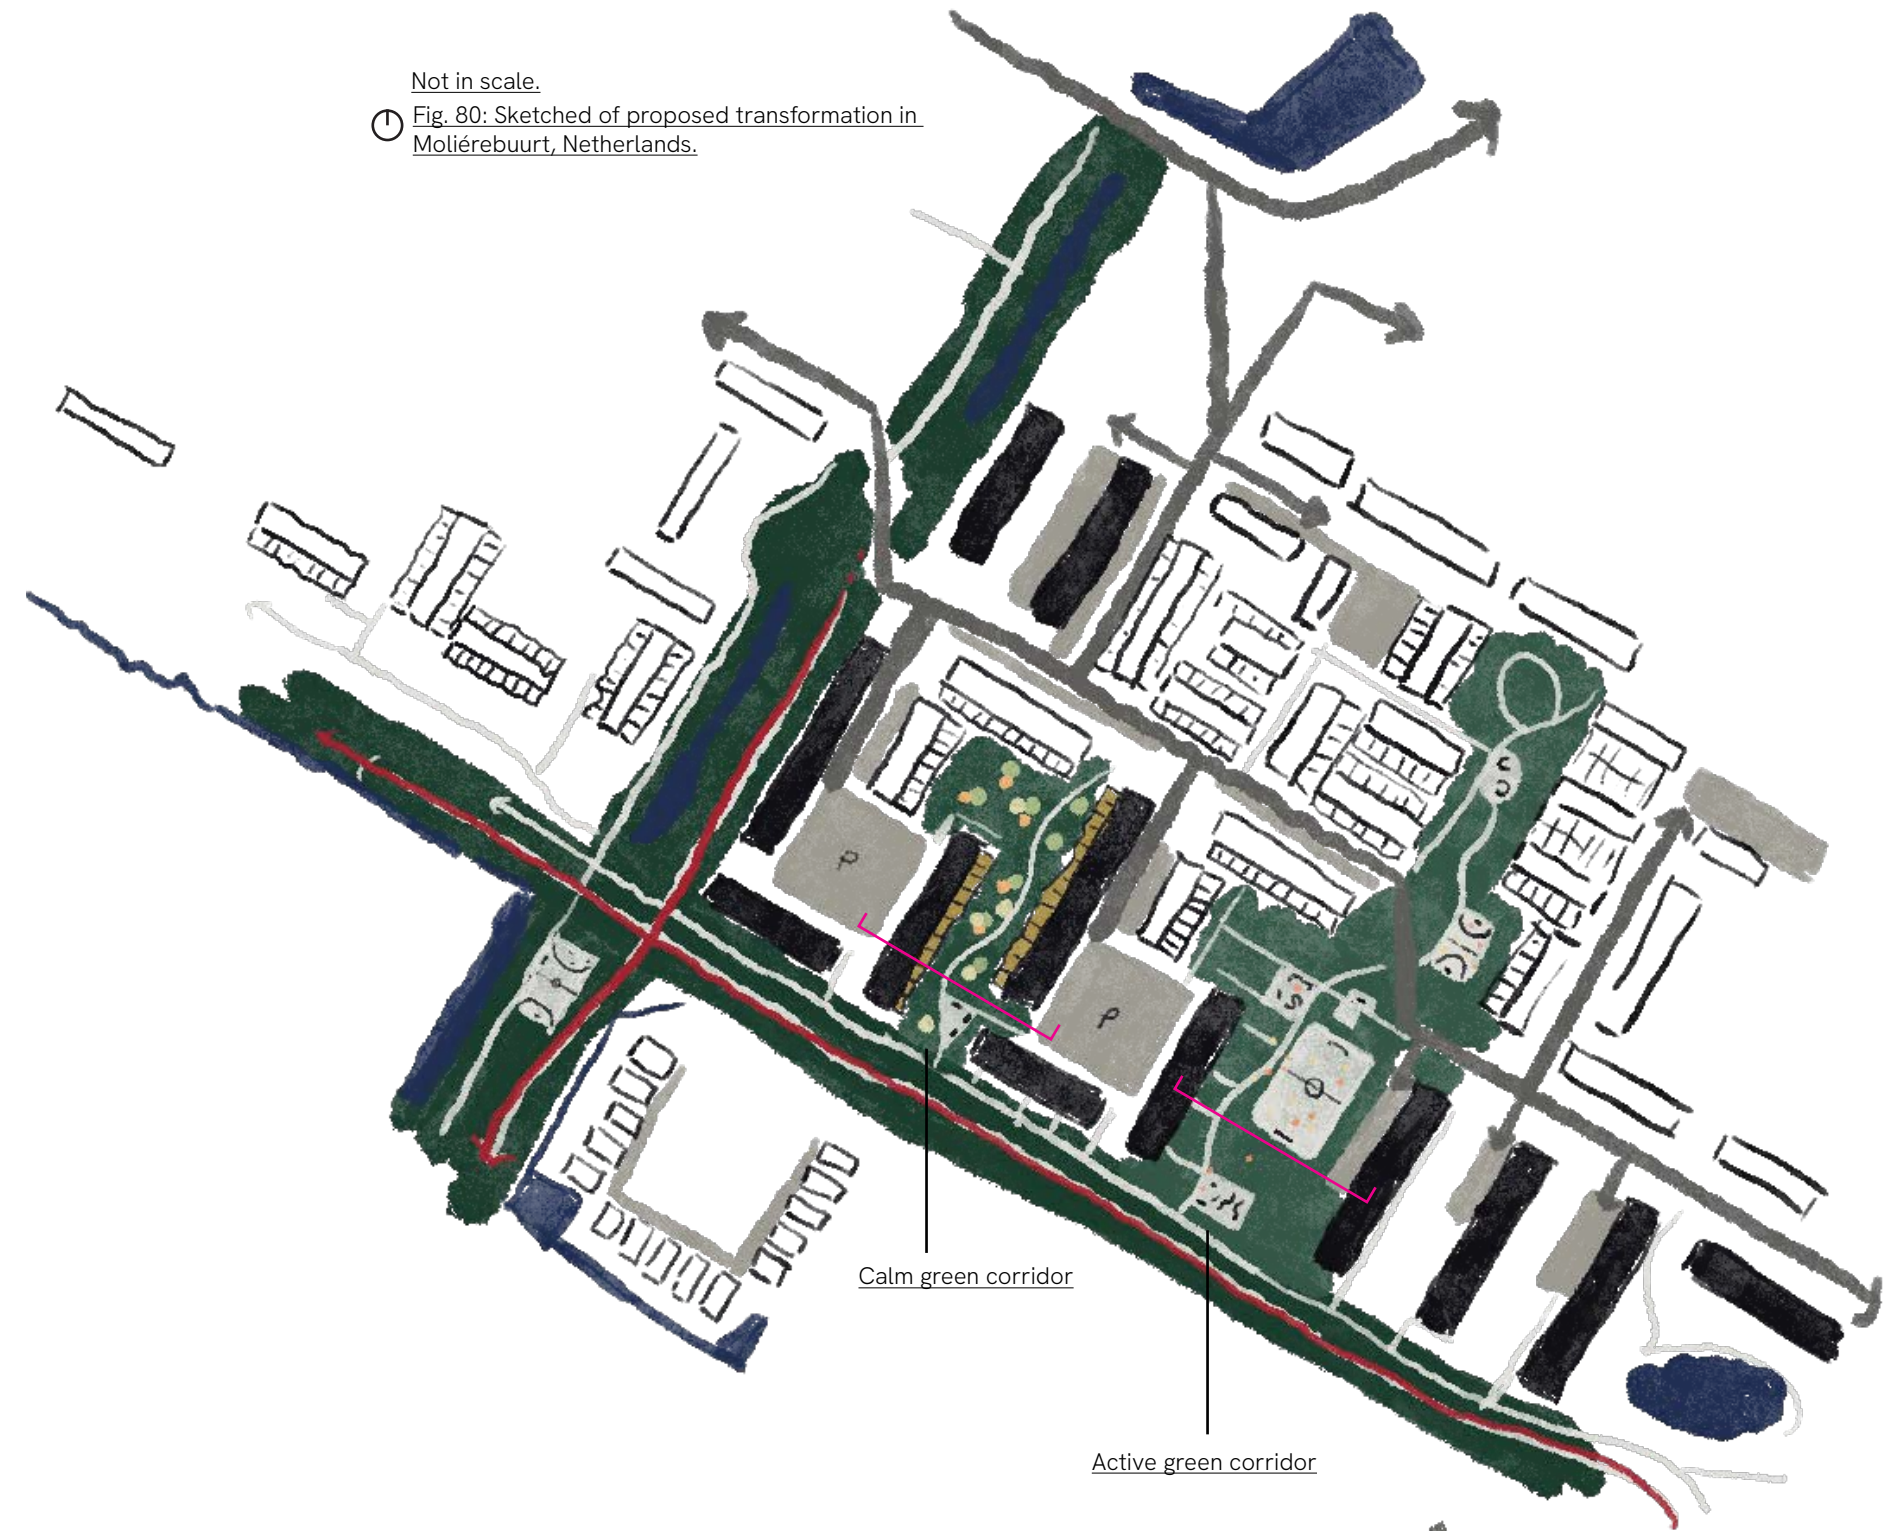 Not in scale.
Fig. 80: Sketched of proposed transformation in
Moliérebuurt, Netherlands.
P
P
Calm green corridor
Active green corridor